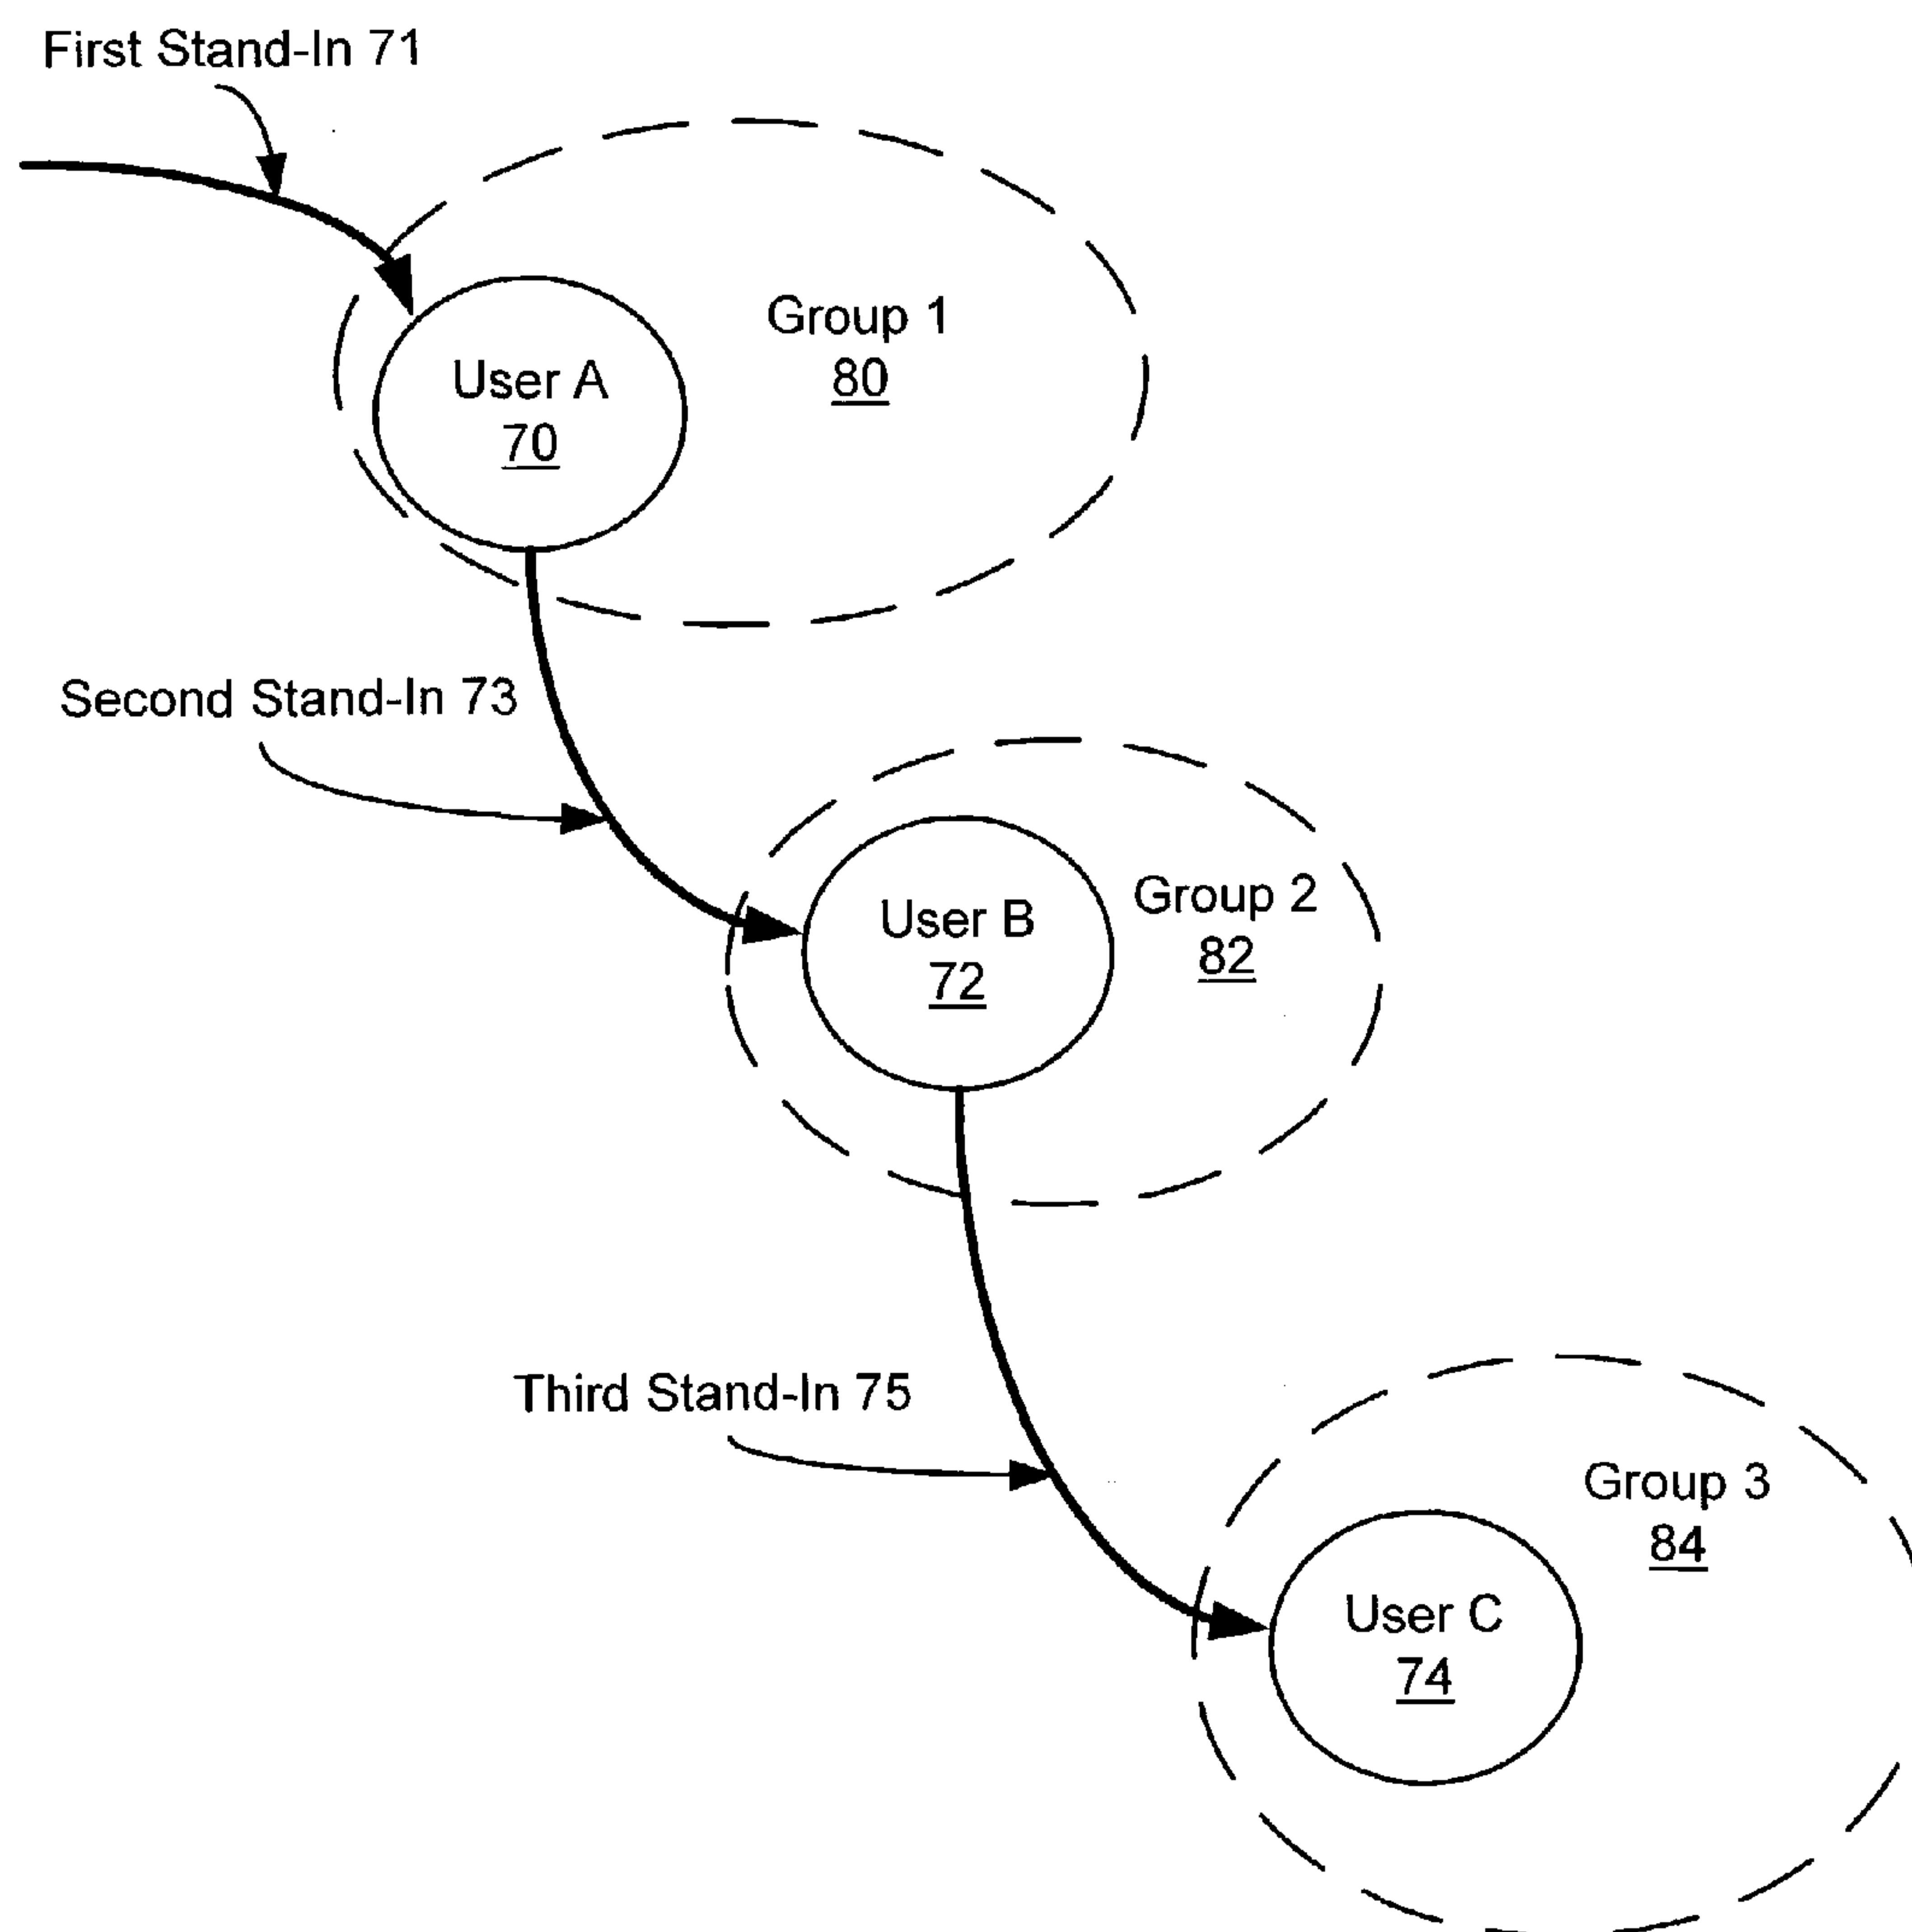 First Stand-In 71
Group 1
80
User A
70
Second Stand-In 73
Group 2
82
User B
72
Third Stand-In 75
Group 3
84
User C
74